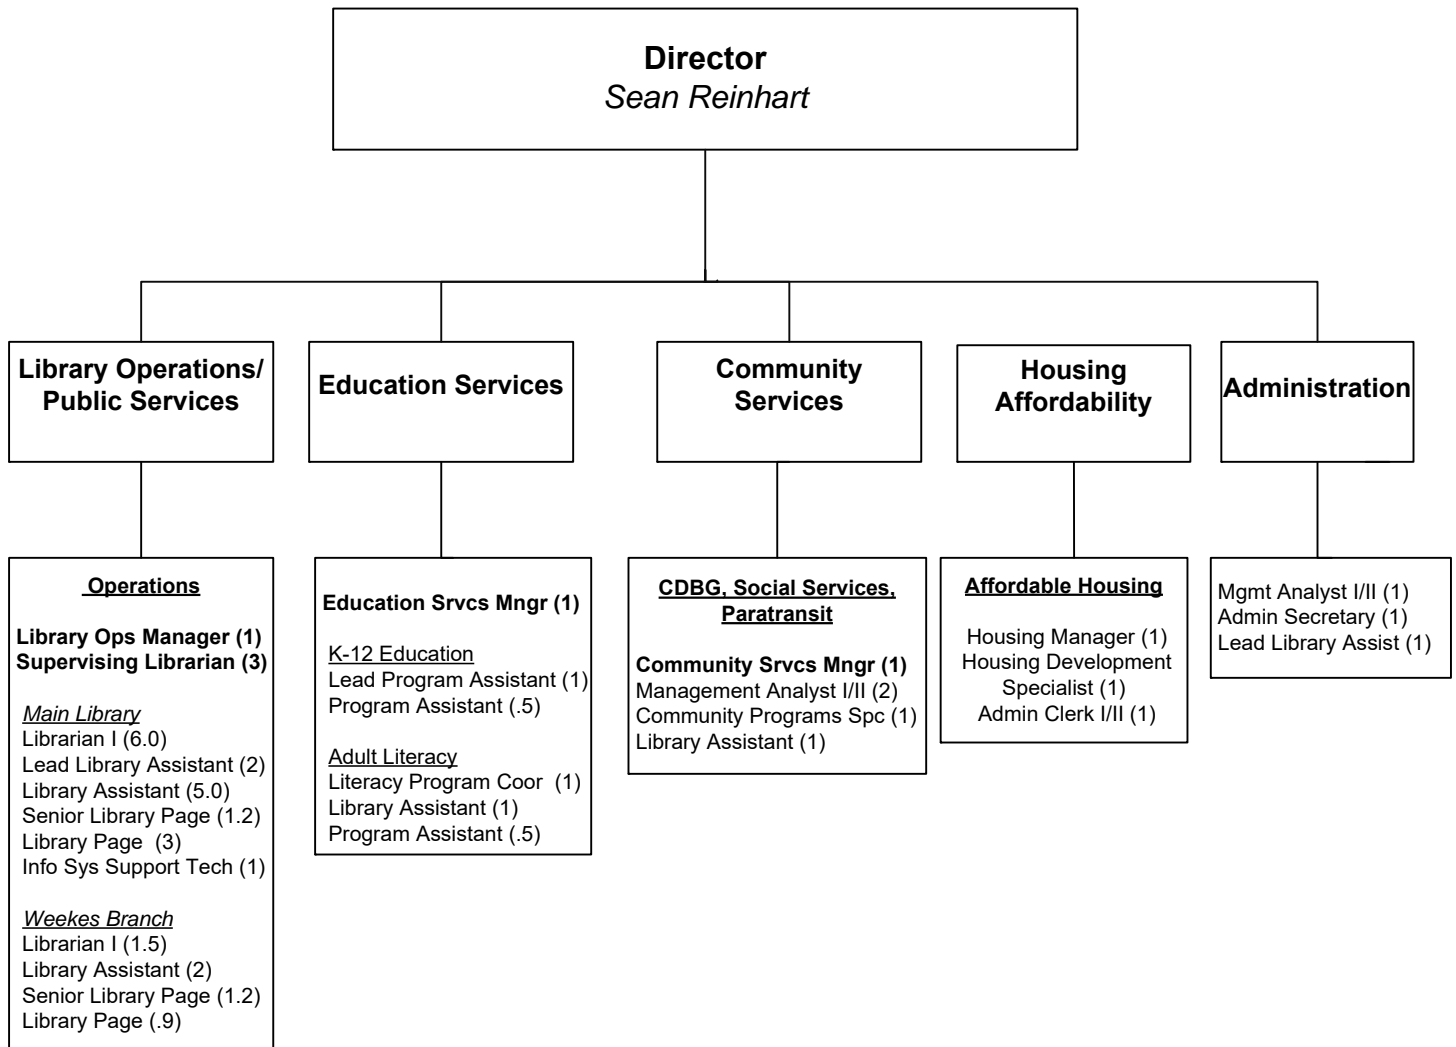 Director
Sean Reinhart
Library Operations/
Public Services
Education Services
Community
Services
Housing
Affordability
Administration
Operations
Library Ops Manager (1)
Supervising Librarian (3)
Main Library
Librarian I (6.0)
Lead Library Assistant (2)
Library Assistant (5.0)
Senior Library Page (1.2)
Library Page  (3)
Info Sys Support Tech (1)
Weekes Branch
Librarian I (1.5)
Library Assistant (2)
Senior Library Page (1.2)
Library Page (.9)
Education Srvcs Mngr (1)
K-12 Education
Lead Program Assistant (1)
Program Assistant (.5)
Adult Literacy
Literacy Program Coor  (1)
Library Assistant (1)
Program Assistant (.5)
CDBG, Social Services,
Paratransit
Community Srvcs Mngr (1)
Management Analyst I/II (2)
Community Programs Spc (1)
Library Assistant (1)
Affordable Housing
Housing Manager (1)
Housing Development
Specialist (1)
Admin Clerk I/II (1)
Mgmt Analyst I/II (1)
Admin Secretary (1)
Lead Library Assist (1)